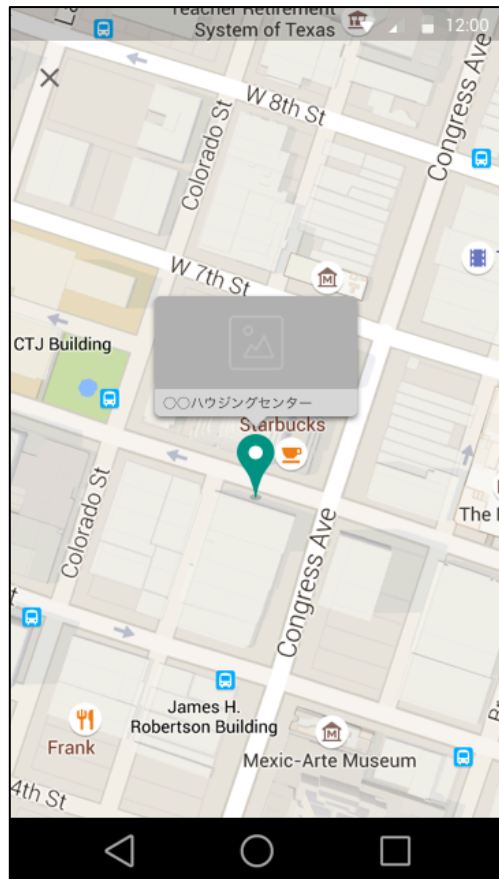 Teacher Retirement
System of Texas
12:00
W 8th St
Congress Ave
Colorado St
W 7th St
CTJ Building
○○ハウジングセンター
Starbucks
Colorado St
Congress Ave
James H.
Robertson Building
Frank
Mexic-Arte Museum
4th St